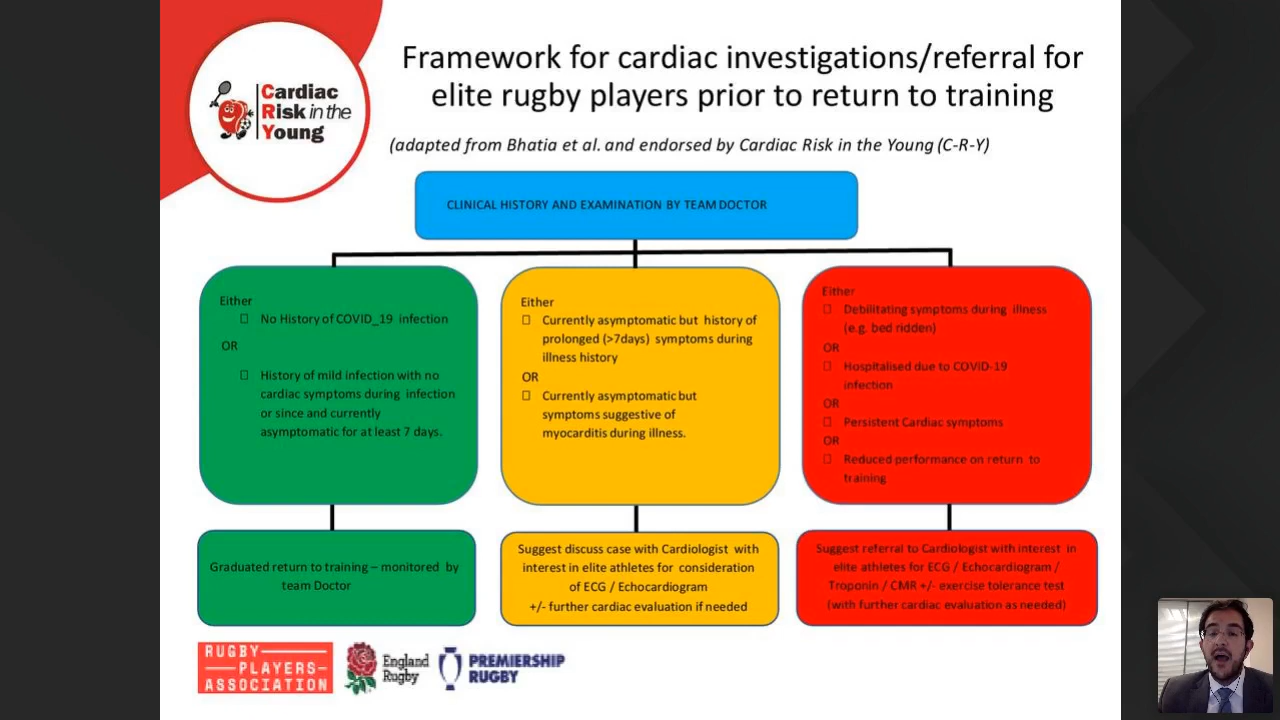 Cardiac
Risk in the
Young
Framework for cardiac investigations/referral for
elite rugby players prior to return to training
(adapted from Bhatia et al. and endorsed by Cardiac Risk in the Young (C-R-Y)
CLINICAL HISTORY AND EXAMINATION BY TEAM DOCTOR
Either
No History of COVID_19 infection
OR
History of mild infection with no
cardiac symptoms during infection
or since and currently
asymptomatic for at least 7 days.
Either
Currently asymptomatic but history of
prolonged (>7days) symptoms during
illness history
OR
Currently asymptomatic but
symptoms suggestive of
myocarditis during illness.
Either
Debilitating symptoms during illness
(e.g. bed ridden)
OR
Hospitalised due to COVID-19
infection
OR
Persistent Cardiac symptoms
OR
Reduced performance on return to
training
Graduated return to training – monitored by
team Doctor
Suggest discuss case with Cardiologist with
interest in elite athletes for consideration
of ECG / Echocardiogram
+/- further cardiac evaluation if needed
Suggest referral to Cardiologist with interest in
elite athletes for ECG / Echocardiogram /
Troponin / CMR +/- exercise tolerance test
(with further cardiac evaluation as needed)
RUGBY
PLAYERS
ASSOCIATION
England
Rugby
PREMIERSHIP
RUGBY